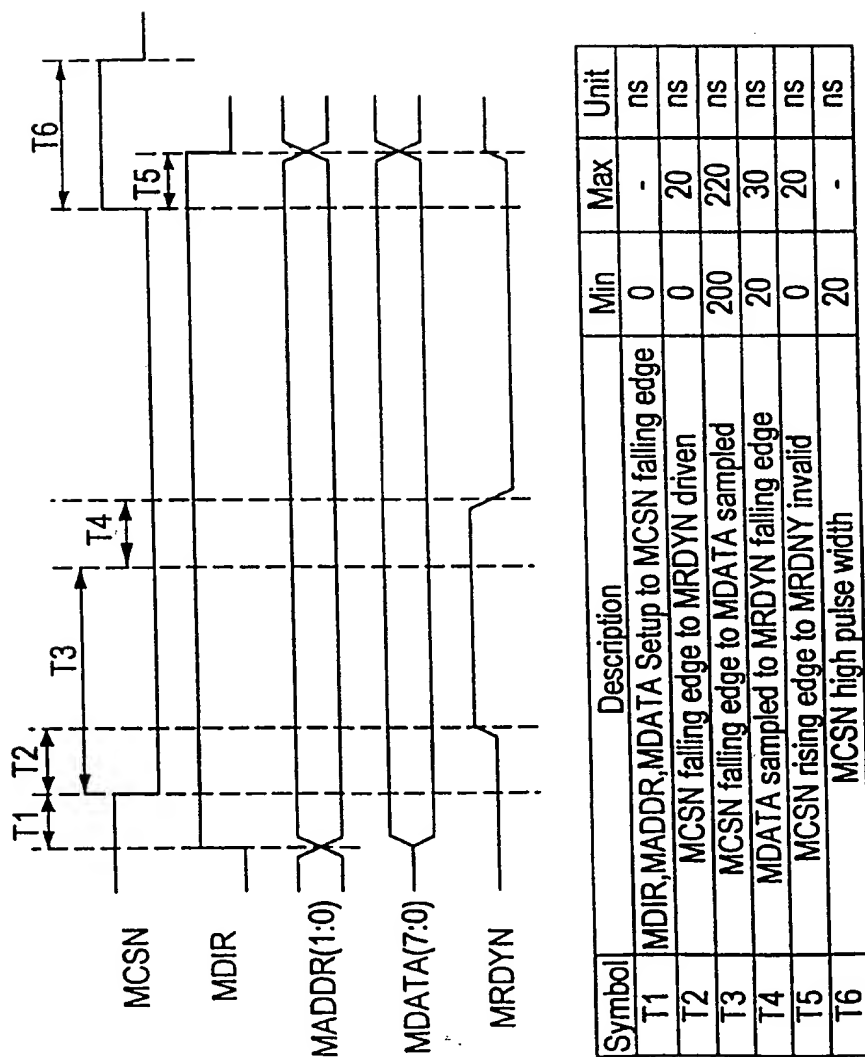 T1
T2
T3
T4
T5
T6
MCSN
MDIR
MADDR(1:0)
MDATA(7:0)
MRDYN
Symbol Description Min Max Unit
T1 MDIR,MADDR,MDATA Setup to MCSN falling edge 0 - ns
T2 MCSN falling edge to MRDYN driven 0 20 ns
T3 MCSN falling edge to MDATA sampled 200 220 ns
T4 MDATA sampled to MRDYN falling edge 20 30 ns
T5 MCSN rising edge to MRDNY invalid 0 20 ns
T6 MCSN high pulse width 20 - ns